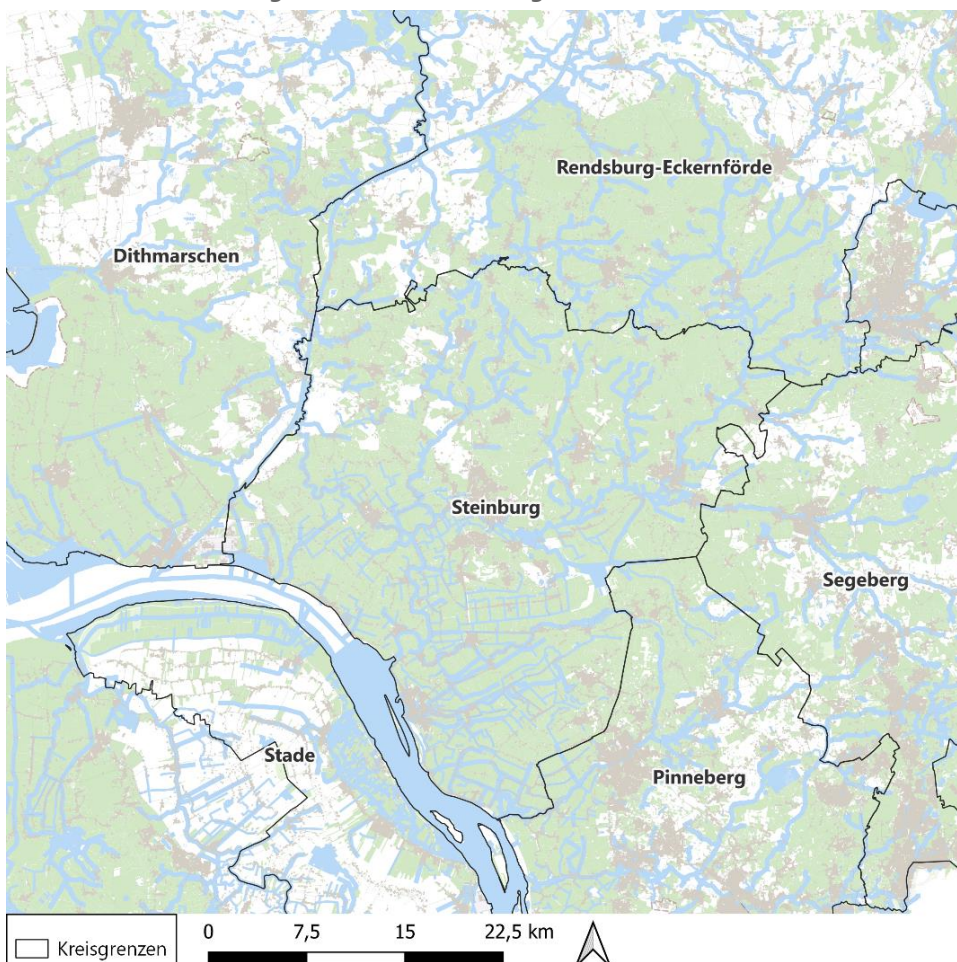 Rendsburg-Eckernförde
Dithmarschen
Steinburg
Segeberg
Stade
Pinneberg
Kreisgrenzen
0 7,5 15 22,5 km